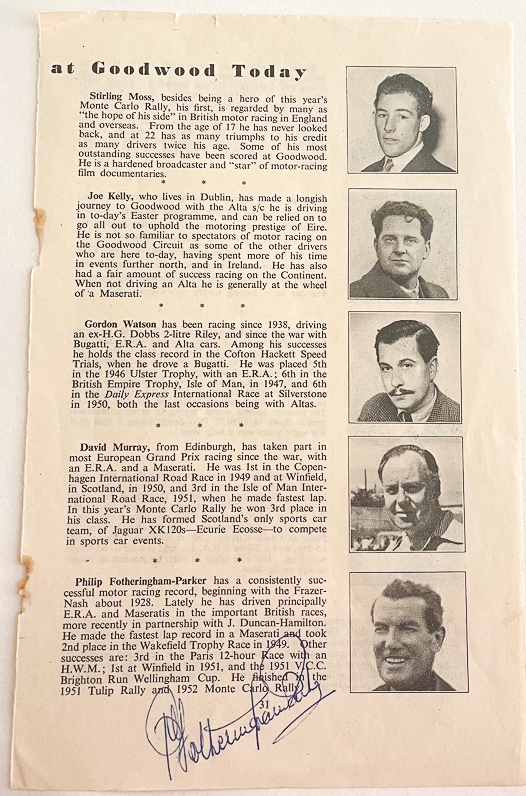 at Goodwood Today
Stirling Moss, besides being a hero of this year's
Monte Carlo Rally, his first, is regarded by many as
"the hope of his side" in British motor racing in England
and overseas. From the age of 17 he has never looked
back, and at 22 has as many triumphs to his credit
as many drivers twice his age. Some of his most
outstanding successes have been scored at Goodwood.
He is a hardened broadcaster and "star" of motor-racing
film documentaries.
* * *
Joe Kelly, who lives in Dublin, has made a longish
journey to Goodwood with the Alta s/c he is driving
in to-day's Easter programme, and can be relied on to
go all out to uphold the motoring prestige of Eire.
He is not so familiar to spectators of motor racing on
the Goodwood Circuit as some of the other drivers
who are here to-day, having spent more of his time
in events further north, and in Ireland. He has also
had a fair amount of success racing on the Continent.
When not driving an Alta he is generally at the wheel
of a Maserati.
* * *
Gordon Watson has been racing since 1938, driving
an ex-H.G. Dobbs 2-litre Riley, and since the war with
Bugatti, E.R.A. and Alta cars. Among his successes
he holds the class record in the Cofton Hackett Speed
Trials, when he drove a Bugatti. He was placed 5th
in the 1946 Ulster Trophy, with an E.R.A.; 6th in the
British Empire Trophy, Isle of Man, in 1947, and 6th
in the Daily Express International Race at Silverstone
in 1950, both the last occasions being with Altas.
* * *
David Murray, from Edinburgh, has taken part in
most European Grand Prix racing since the war, with
an E.R.A. and a Maserati. He was 1st in the Copen-
hagen International Road Race in 1949 and at Winfield,
in Scotland, in 1950, and 3rd in the Isle of Man Inter-
national Road Race, 1951, when he made fastest lap.
In this year's Monte Carlo Rally he won 3rd place in
his class. He has formed Scotland's only sports car
team, of Jaguar XK120s—Ecurie Ecosse—to compete
in sports car events.
* * *
Philip Fotheringham-Parker has a consistently suc-
cessful motor racing record, beginning with the Frazer-
Nash about 1928. Lately he has driven principally
E.R.A. and Maseratis in the important British races,
more recently in partnership with J. Duncan-Hamilton.
He made the fastest lap record in a Maserati and took
2nd place in the Wakefield Trophy Race in 1949. Other
successes are: 3rd in the Paris 12-hour Race with an
H.W.M.; 1st at Winfield in 1951, and the 1951 V.C.C.
Brighton Run Wellingham Cup. He finished in the
1951 Tulip Rally and 1952 Monte Carlo Rally.
31